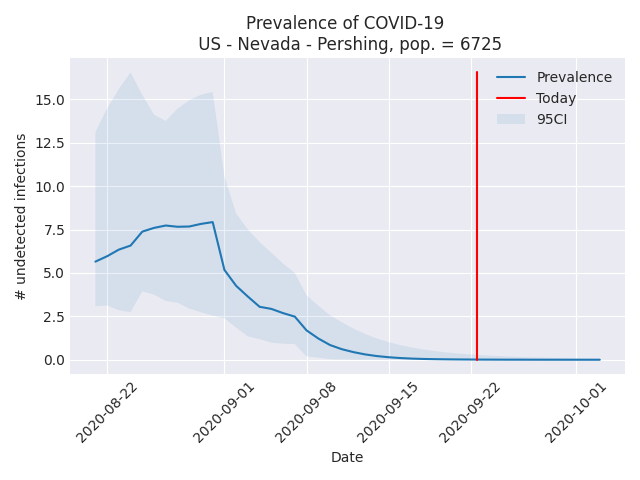 Prevalence of COVID-19
US - Nevada - Pershing, pop. = 6725
Prevalence
Today
95CI
# undetected infections
15.0
12.5
10.0
7.5
5.0
2.5
0.0
2020-08-22
2020-09-01
2020-09-08
2020-09-15
2020-09-22
2020-10-01
Date